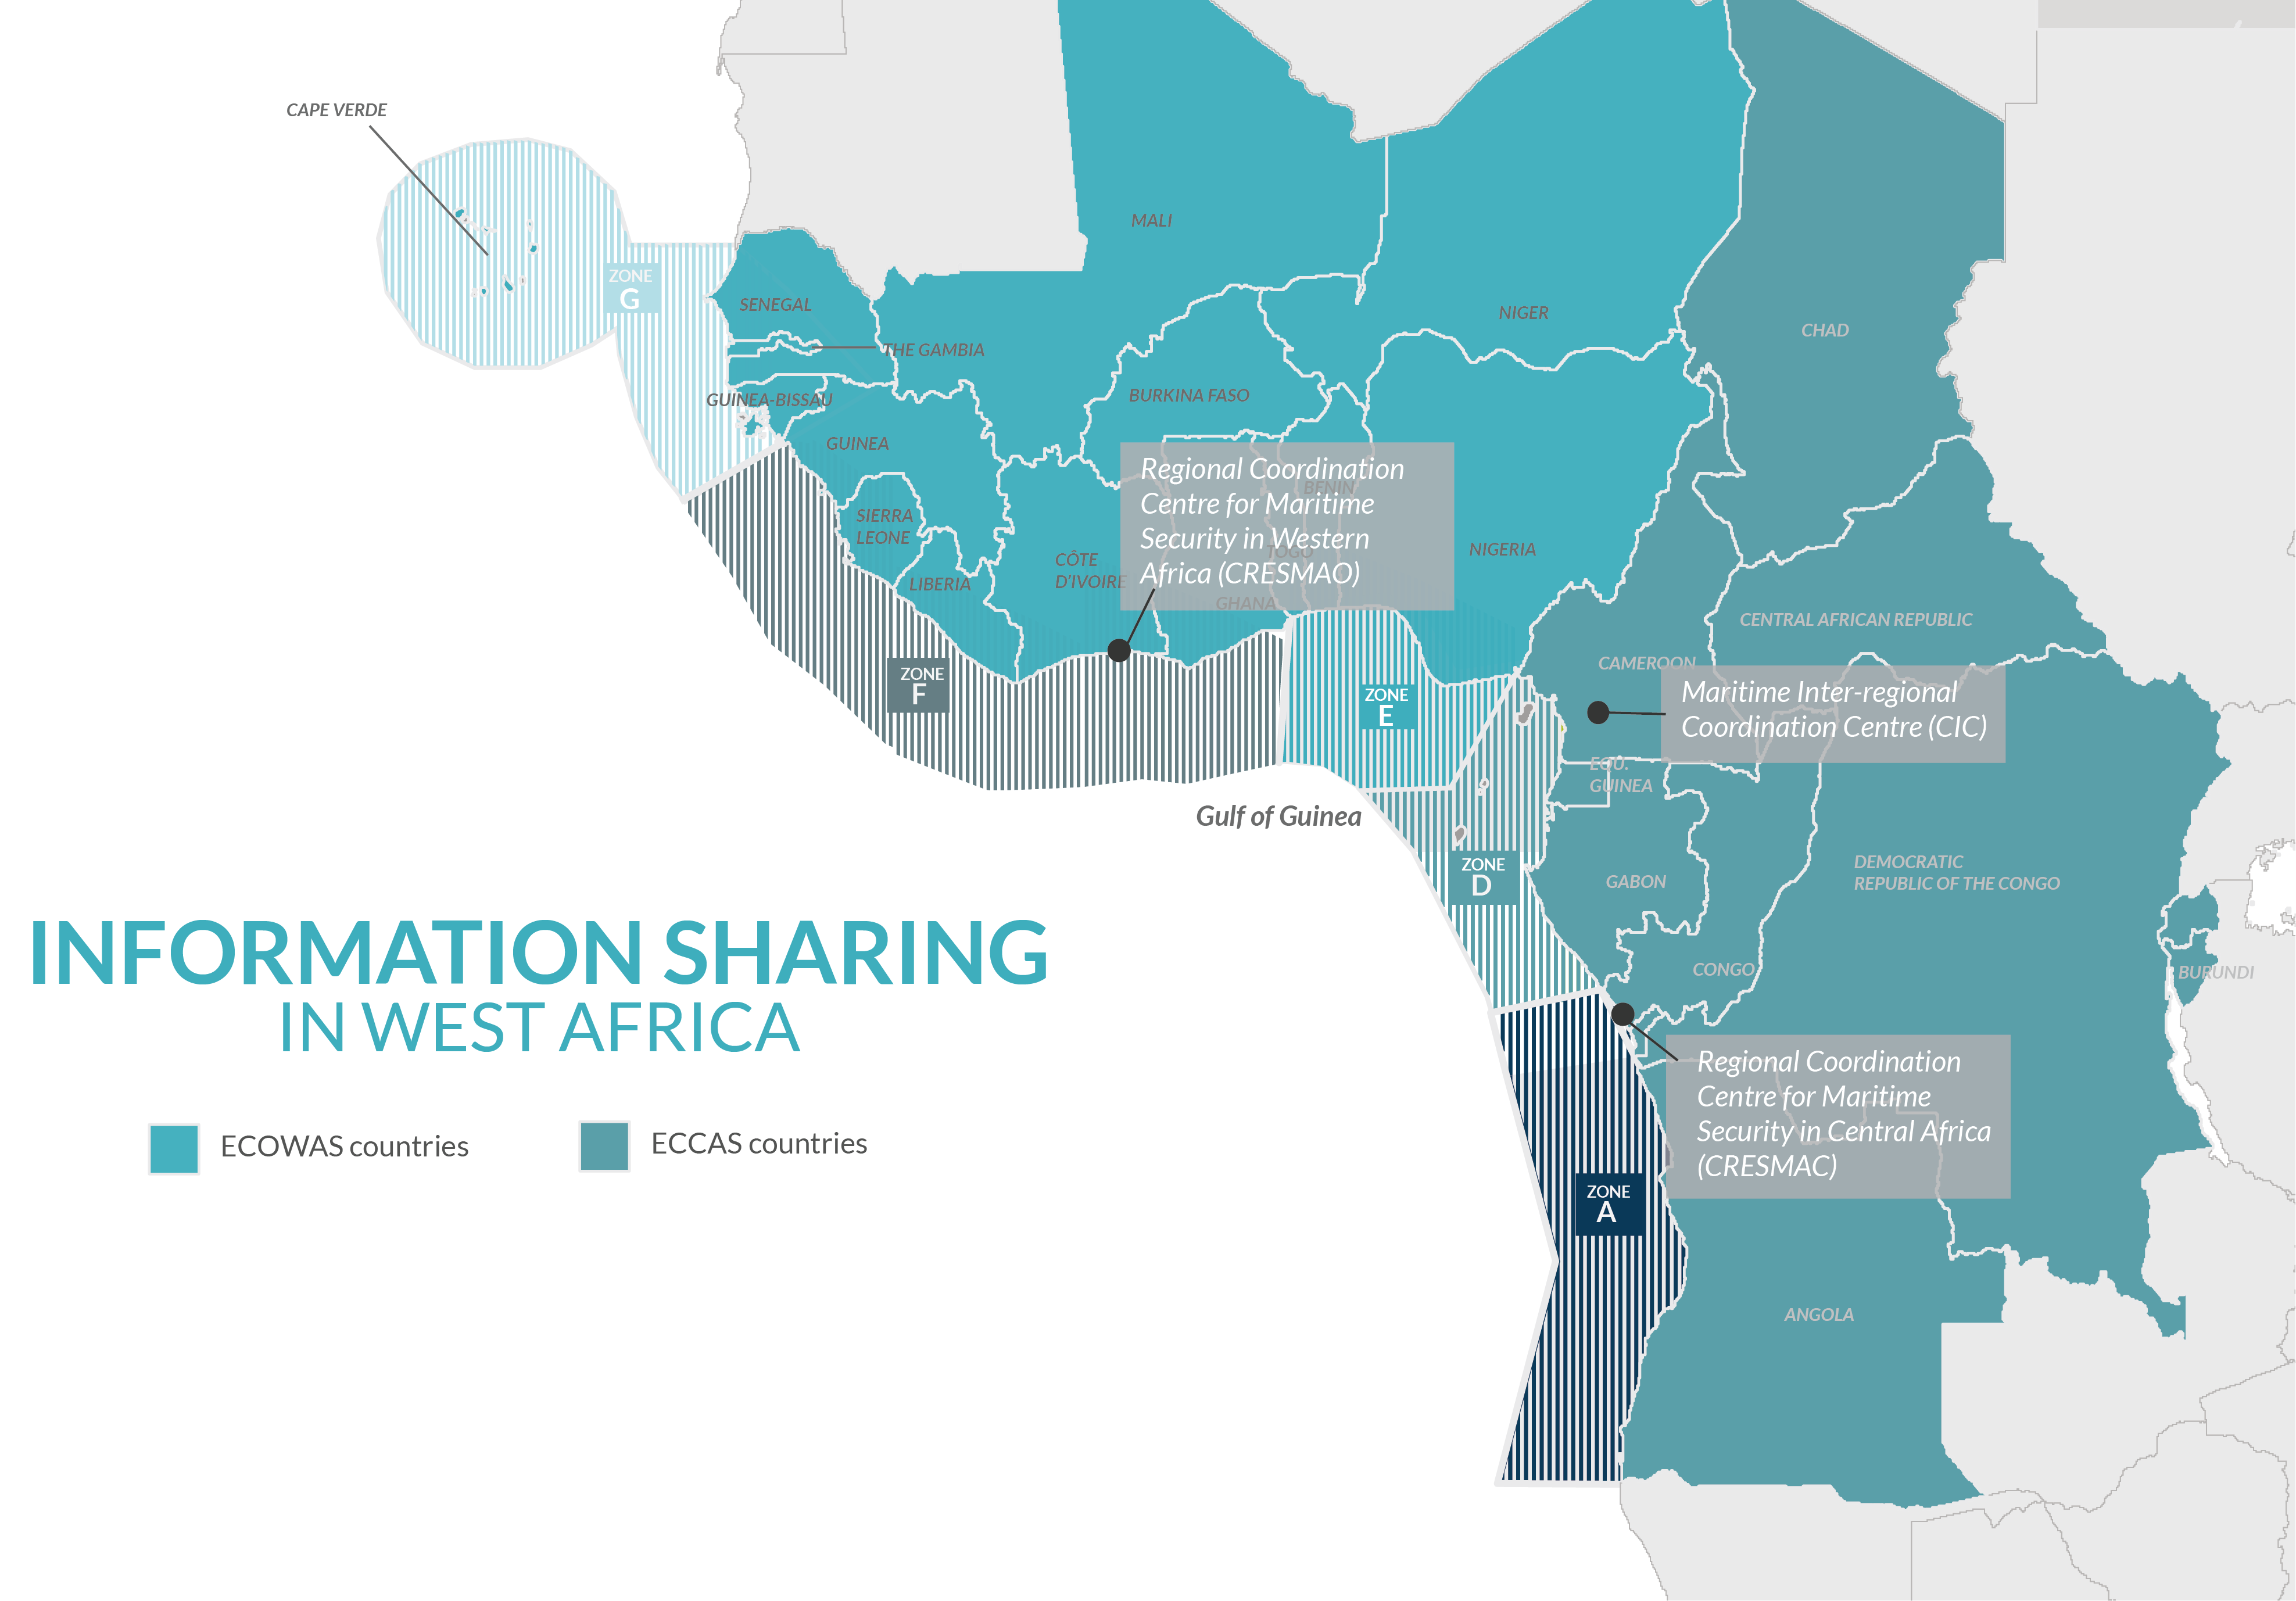 CAPE VERDE
MALI
ZONE
G
SENEGAL
NIGER
CHAD
THE GAMBIA
GUINEA-BISSAU
BURKINA FASO
GUINEA
Regional Coordination
Centre for Maritime
Security in Western
Africa (CRESMAO)
BENIN
SIERRA
LEONE
CÔTE
D'IVOIRE
TOGO
NIGERIA
LIBERIA
GHANA
CENTRAL AFRICAN REPUBLIC
CAMEROON
ZONE
F
ZONE
E
Maritime Inter-regional
Coordination Centre (CIC)
EQU.
GUINEA
Gulf of Guinea
ZONE
D
GABON
DEMOCRATIC
REPUBLIC OF THE CONGO
INFORMATION SHARING
IN WEST AFRICA
CONGO
BURUNDI
Regional Coordination
Centre for Maritime
Security in Central Africa
(CRESMAC)
ECOWAS countries
ECCAS countries
ZONE
A
ANGOLA